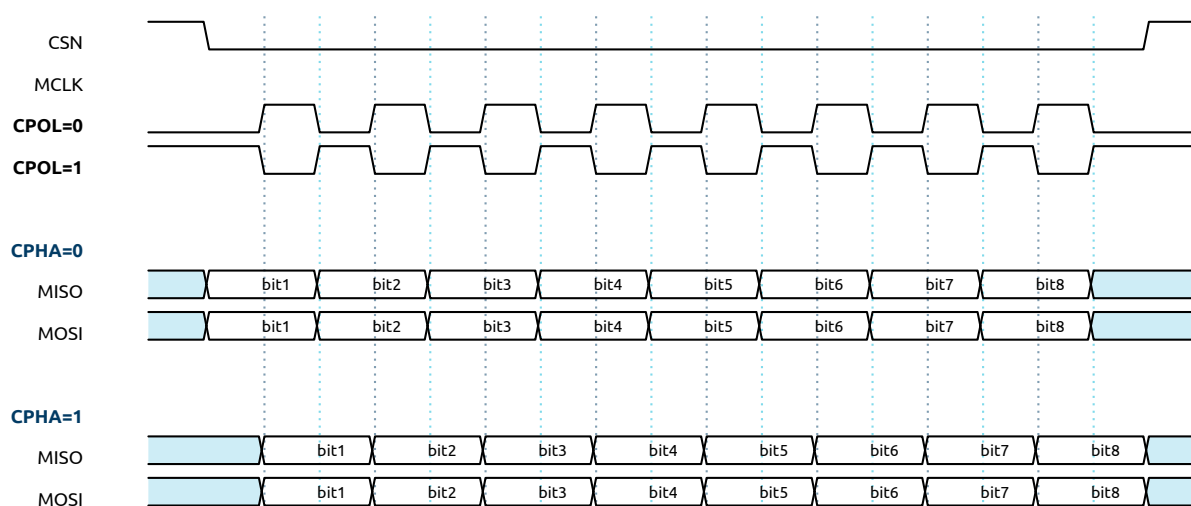 CSN
MCLK
CPOL=0
CPOL=1
CPHA=0
MISO bit1 bit2 bit3 bit4 bit5 bit6 bit7 bit8
MOSI bit1 bit2 bit3 bit4 bit5 bit6 bit7 bit8
CPHA=1
MISO bit1 bit2 bit3 bit4 bit5 bit6 bit7 bit8
MOSI bit1 bit2 bit3 bit4 bit5 bit6 bit7 bit8